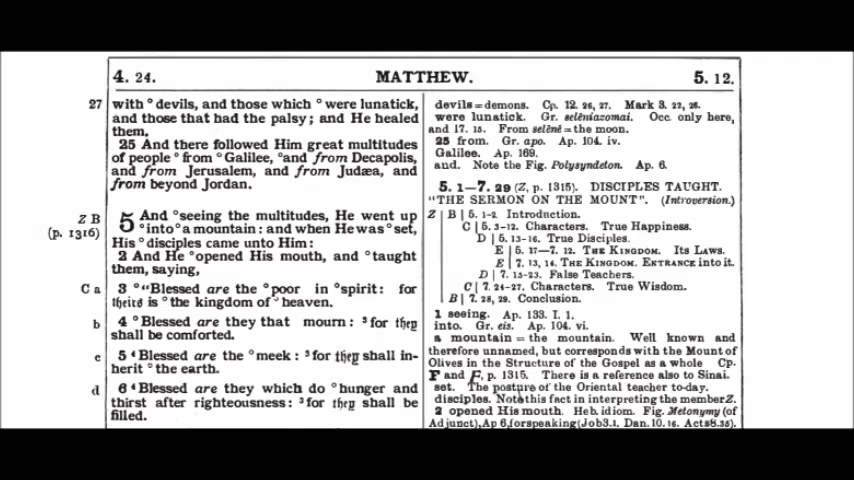 4. 24. MATTHEW. 5. 12.
27 with ° devils, and those which ° were lunatick,
and those that had the palsy; and He healed
them.
25 And there followed Him great multitudes
of people ° from ° Galilee, °and from Decapolis,
and from Jerusalem, and from Judæa, and
from beyond Jordan.
Z B 5 And °seeing the multitudes, He went up
(p. 1316) °into °a mountain: and when He was °set,
His °disciples came unto Him:
2 And He °opened His mouth, and °taught
them, saying,
C a 3 °“Blessed are the °poor in °spirit: for
theirs is °the kingdom of °heaven.
b 4 ⁴Blessed are they that mourn: ³for they
shall be comforted.
c 5 ⁴Blessed are the °meek: ³for they shall in-
herit °the earth.
d 6 ⁴Blessed are they which do °hunger and
thirst after righteousness: ³for they shall be
filled.
devils=demons. Cp. 12. 26, 27. Mark 3. 22, 26.
were lunatick. Gr. selēniazomai. Occ. only here,
and 17. 15. From selēnē=the moon.
25 from. Gr. apo. Ap. 104. iv.
Galilee. Ap. 169.
and. Note the Fig. Polysyndeton. Ap. 6.
5. 1—7. 29 (Z, p. 1315). DISCIPLES TAUGHT.
"THE SERMON ON THE MOUNT". (Introversion.)
Z | B | 5. 1-2. Introduction.
C | 5. 3-12. Characters. True Happiness.
D | 5. 13-16. True Disciples.
E | 5. 17—7. 12. THE KINGDOM. Its Laws.
E | 7. 13, 14. THE KINGDOM. ENTRANCE into it.
D | 7. 15-23. False Teachers.
C | 7. 24-27. Characters. True Wisdom.
B | 7. 28, 29. Conclusion.
1 seeing. Ap. 133. I. 1.
into. Gr. eis. Ap. 104. vi.
a mountain = the mountain. Well known and
therefore unnamed, but corresponds with the Mount of
Olives in the Structure of the Gospel as a whole Cp.
F and F, p. 1315. There is a reference also to Sinai.
set. The posture of the Oriental teacher to-day.
disciples. Note this fact in interpreting the member Z.
2 opened His mouth. Heb. idiom. Fig. Metonymy (of
Adjunct), Ap 6, for speaking (Job 3.1. Dan. 10. 16. Acts 8. 35).